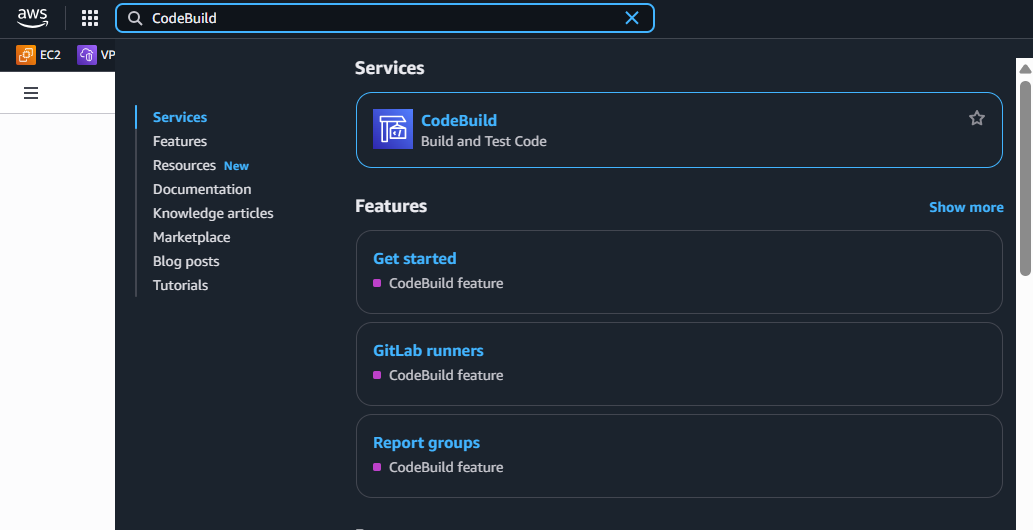 aws
CodeBuild
EC2
VP
Services
Features
Resources New
Documentation
Knowledge articles
Marketplace
Blog posts
Tutorials
Services
CodeBuild
Build and Test Code
Features
Show more
Get started
CodeBuild feature
GitLab runners
CodeBuild feature
Report groups
CodeBuild feature